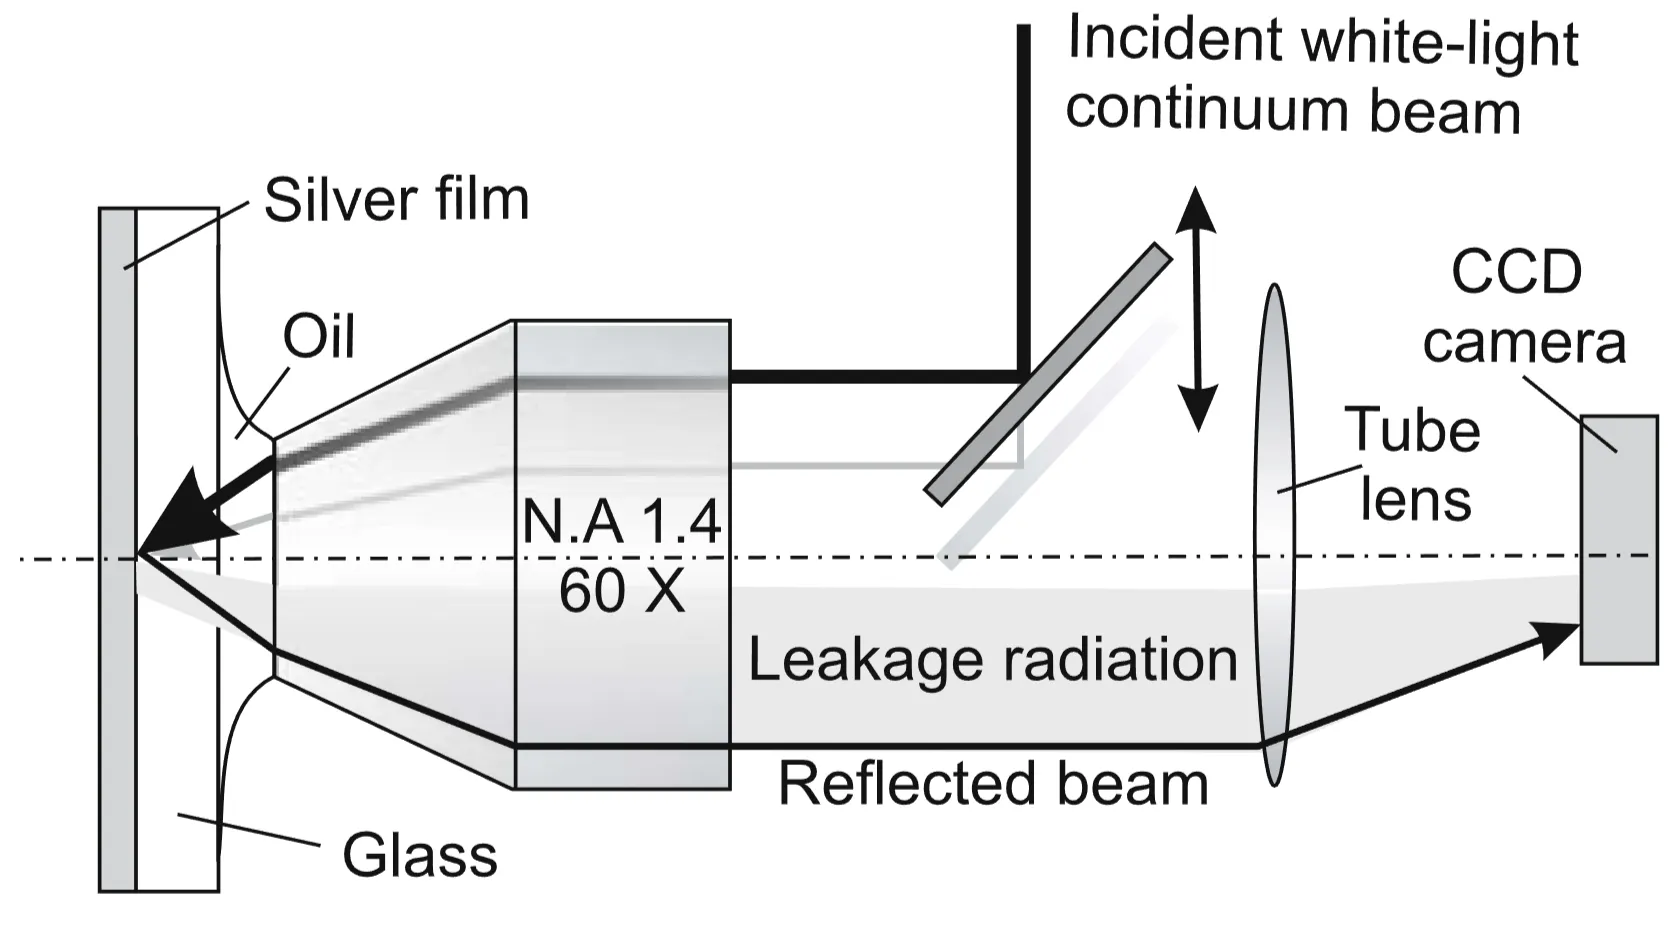 Incident white-light
continuum beam
Silver film
CCD
camera
Oil
Tube
lens
N.A 1.4
60 X
Leakage radiation
Reflected beam
Glass